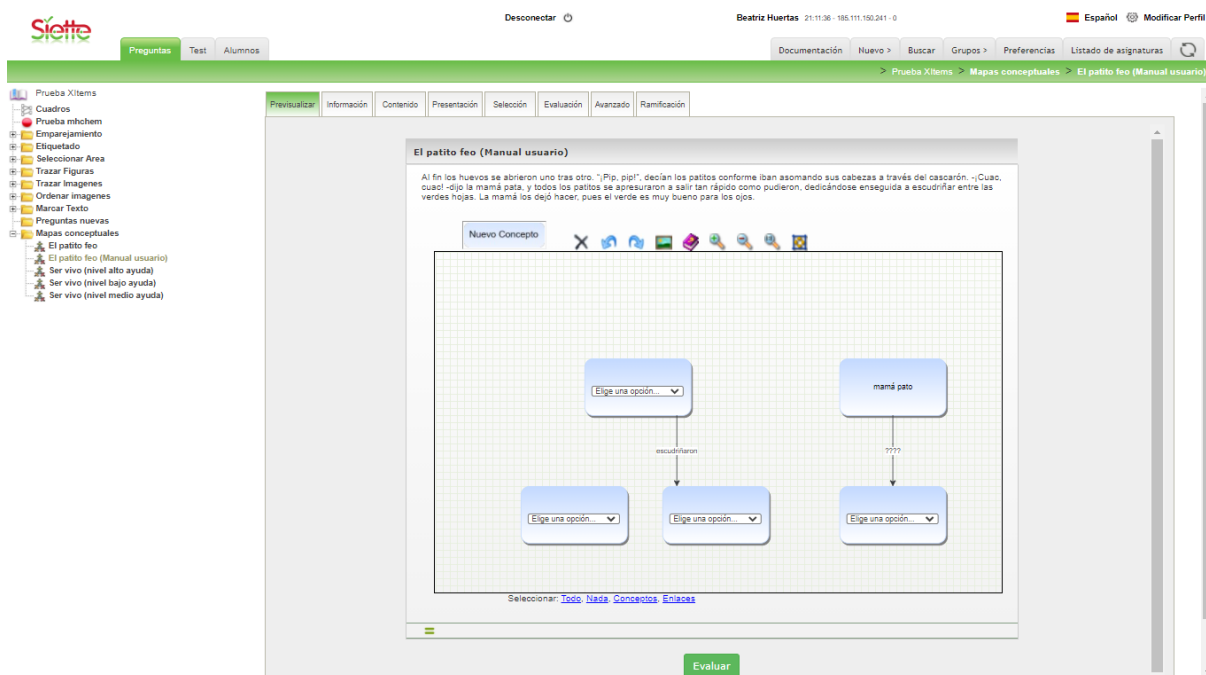 Siette
Desconectar
Beatriz Huertas 21:11:36 - 185.111.150.241 - 0
Español Modificar Perfil
Preguntas Test Alumnos
Documentación Nuevo > Buscar Grupos > Preferencias Listado de asignaturas
> Prueba XItems > Mapas conceptuales > El patito feo (Manual usuario)
Prueba XItems
Cuadros
Prueba mhchem
Emparejamiento
Etiquetado
Seleccionar Area
Trazar Figuras
Trazar Imagenes
Ordenar imagenes
Marcar Texto
Preguntas nuevas
Mapas conceptuales
El patito feo
El patito feo (Manual usuario)
Ser vivo (nivel alto ayuda)
Ser vivo (nivel bajo ayuda)
Ser vivo (nivel medio ayuda)
Previsualizar Información Contenido Presentación Selección Evaluación Avanzado Ramificación
El patito feo (Manual usuario)
Al fin los huevos se abrieron uno tras otro. "¡Pip, pip!", decían los patitos conforme iban asomando sus cabezas a través del cascarón. -¡Cuac,
cuac! -dijo la mamá pata, y todos los patitos se apresuraron a salir tan rápido como pudieron, dedicándose enseguida a escudriñar entre las
verdes hojas. La mamá los dejó hacer, pues el verde es muy bueno para los ojos.
Nuevo Concepto
Elige una opción...
mamá pato
escudriñaron
????
Elige una opción...
Elige una opción...
Elige una opción...
Seleccionar: Todo, Nada, Conceptos, Enlaces
Evaluar